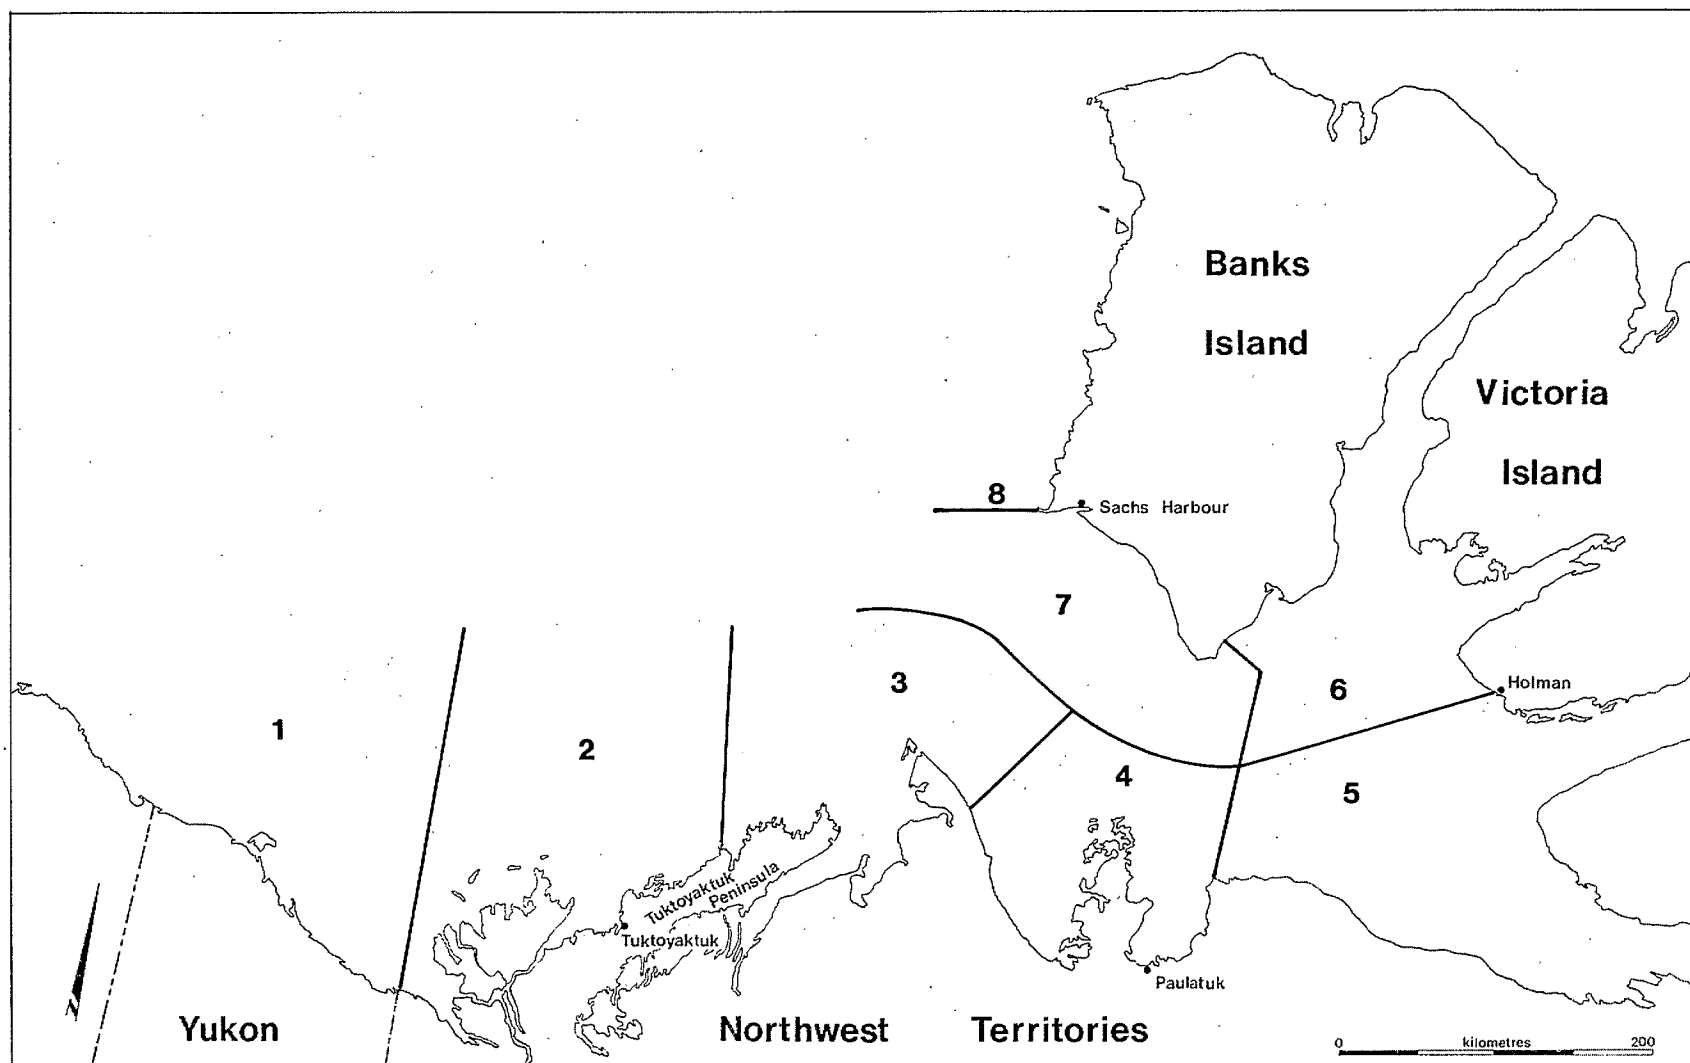 Banks
Island
Victoria
Island
8
Sachs Harbour
7
3
6
Holman
1
2
4
5
Tuktoyaktuk
Peninsula
Tuktoyaktuk
Paulatuk
Yukon
Northwest Territories
0 kilometres 200